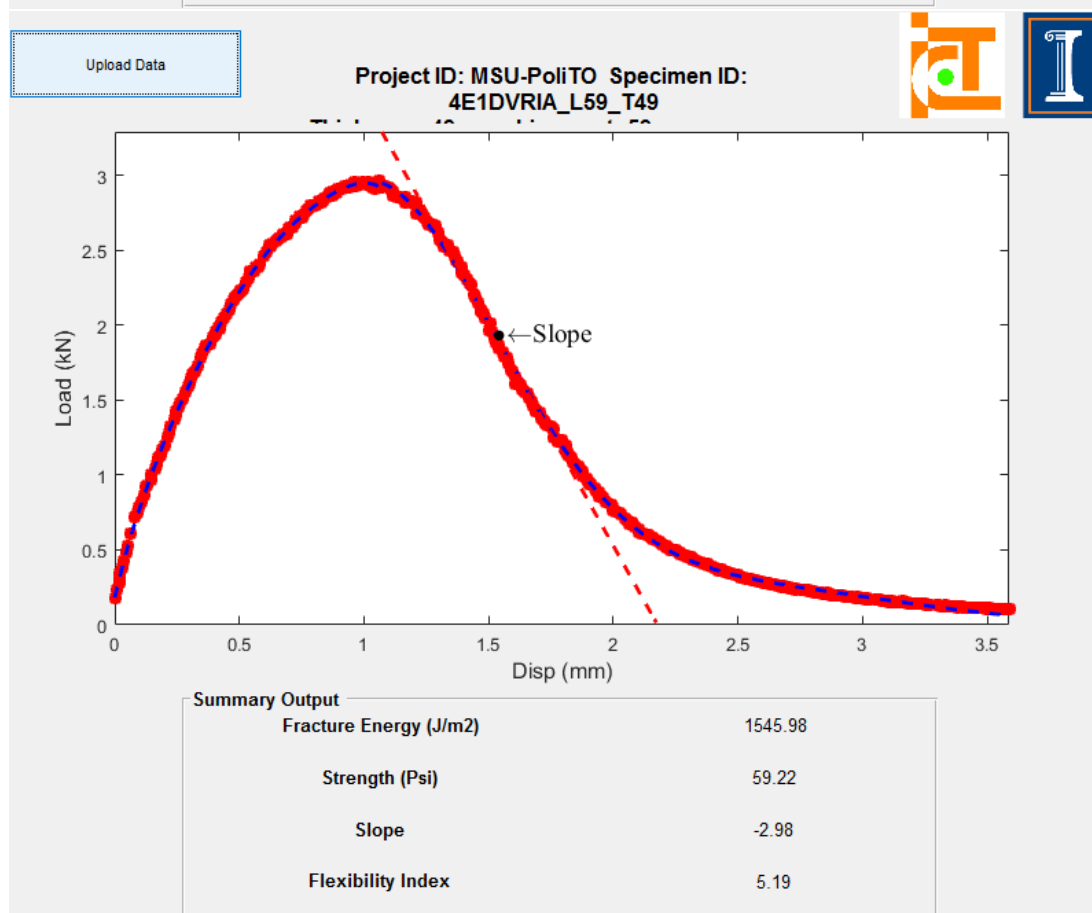 Upload Data
Project ID: MSU-PoliTO Specimen ID:
4E1DVRIA_L59_T49
3
2.5
2
1.5
1
0.5
0
Load (kN)
←Slope
0 0.5 1 1.5 2 2.5 3 3.5
Disp (mm)
Summary Output
Fracture Energy (J/m2) 1545.98
Strength (Psi) 59.22
Slope -2.98
Flexibility Index 5.19